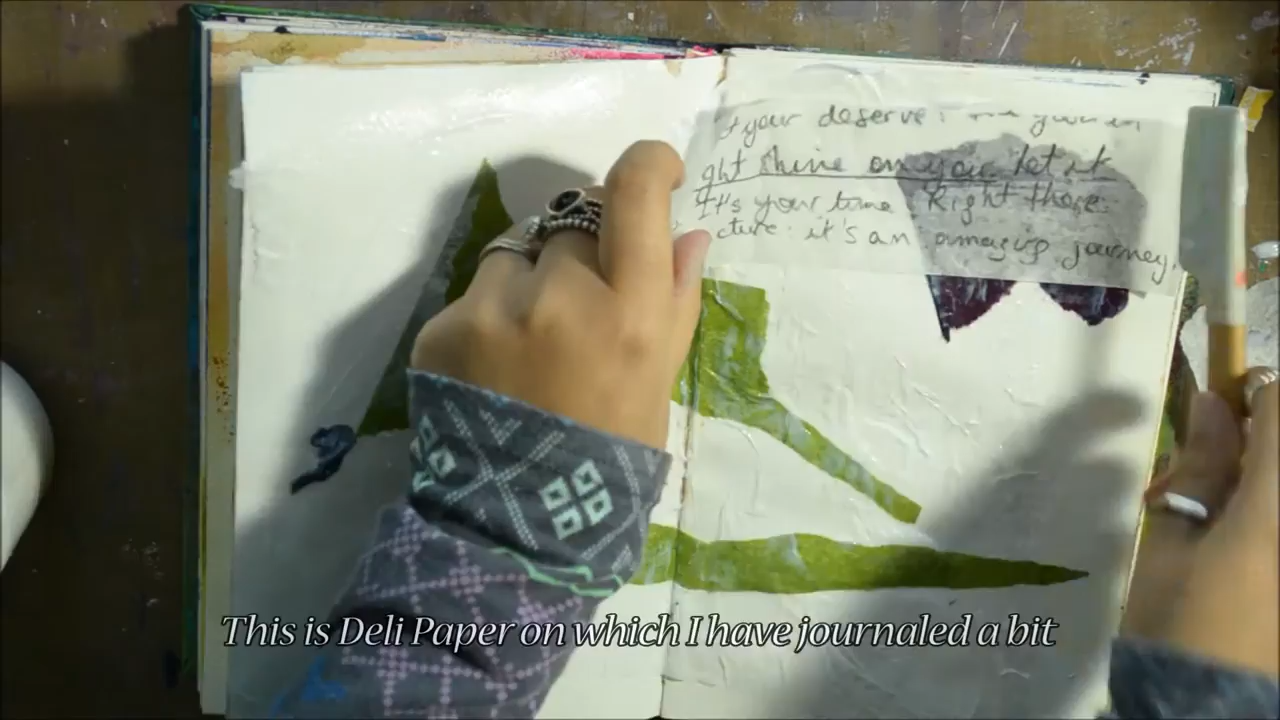 your deserve
ght shine on you. let it
It's your time. Right there
cture: it's an amazing journey.
This is Deli Paper on which I have journaled a bit